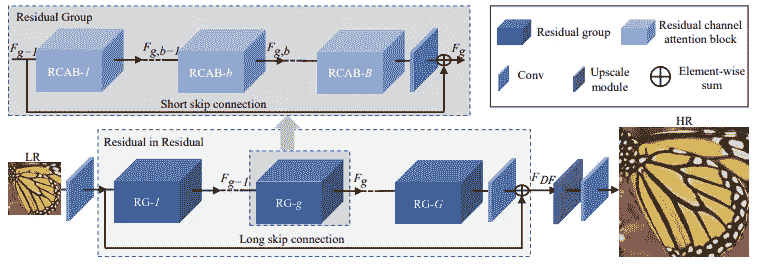 Residual Group
F_{g-1}
F_{g,b-1}
F_{g,b}
F_g
RCAB-1
RCAB-b
RCAB-B
Short skip connection
Residual group
Residual channel
attention block
Conv
Upscale
module
Element-wise
sum
Residual in Residual
LR
HR
RG-1
F_{g-1}
RG-g
F_g
RG-G
F_{DF}
Long skip connection